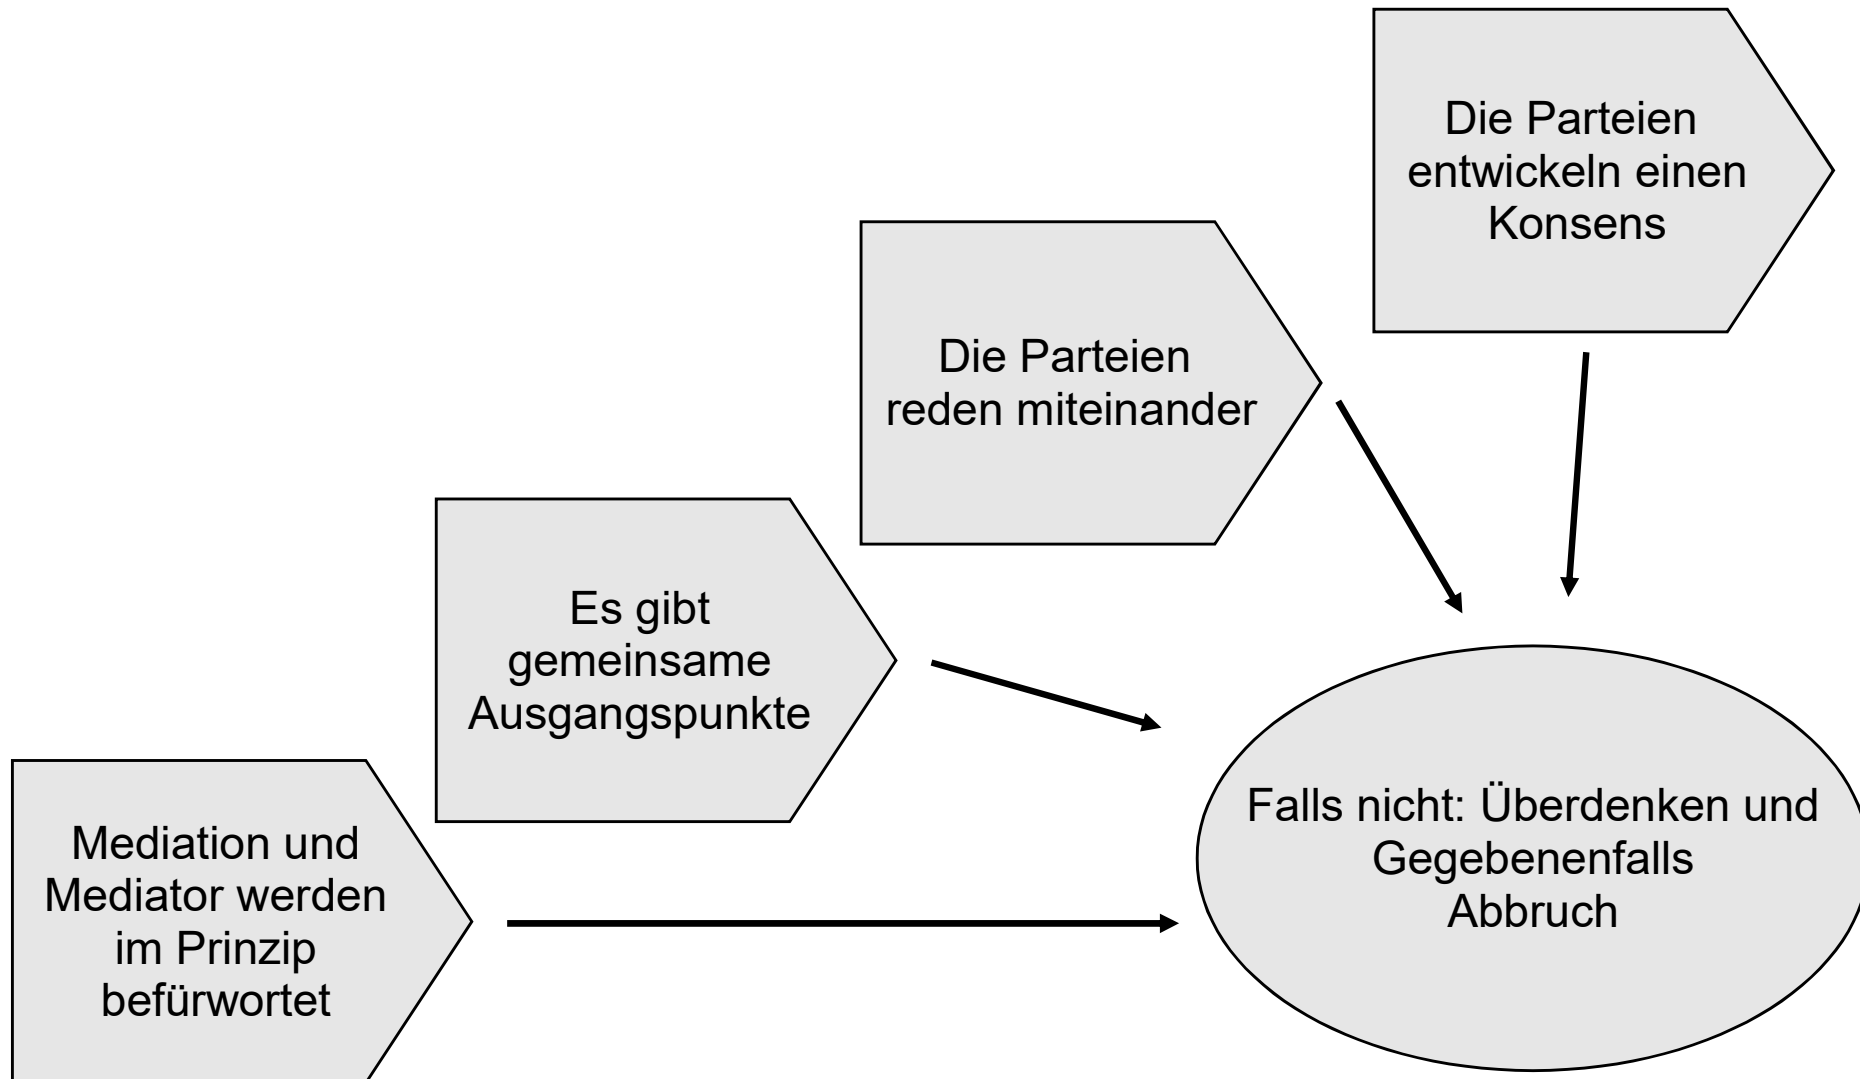 Die Parteien
entwickeln einen
Konsens
Die Parteien
reden miteinander
Es gibt
gemeinsame
Ausgangspunkte
Mediation und
Mediator werden
im Prinzip
befürwortet
Falls nicht: Überdenken und
Gegebenenfalls
Abbruch